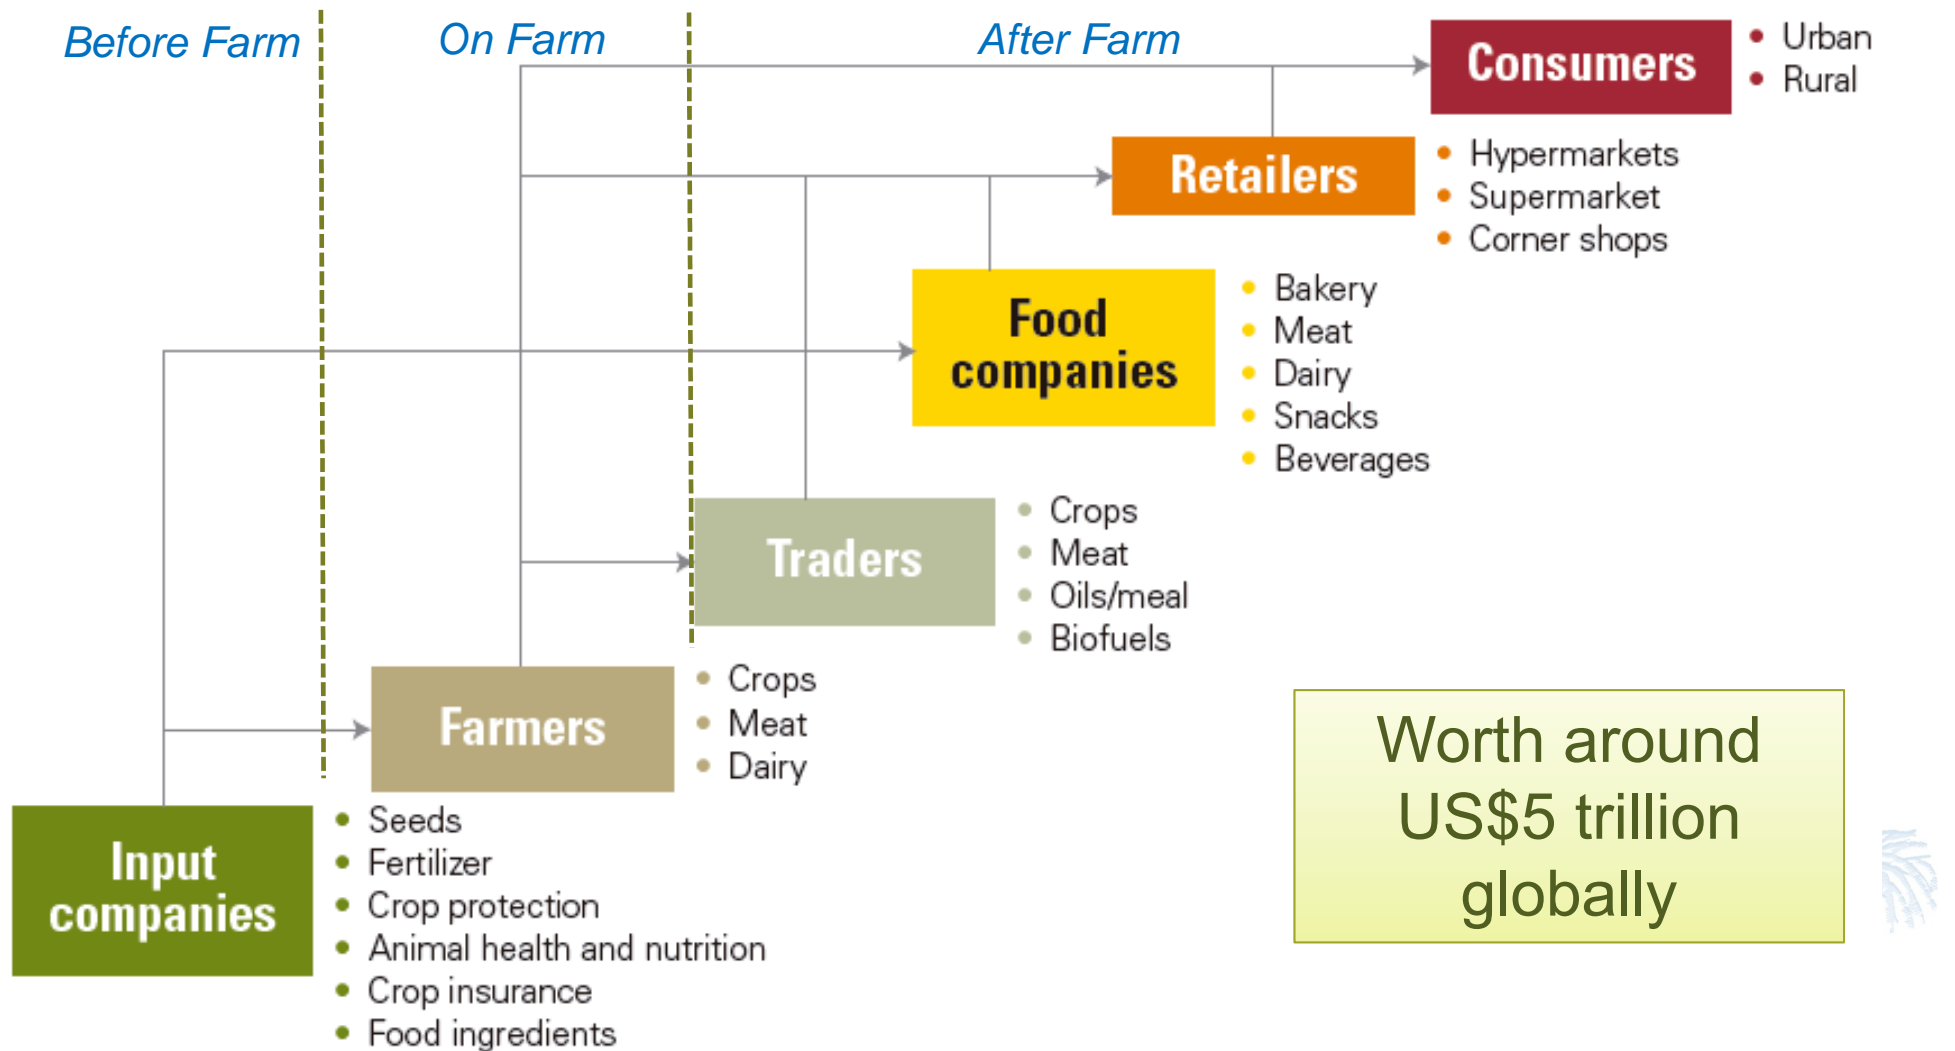 Before Farm
On Farm
After Farm
Consumers
• Urban
• Rural
Retailers
• Hypermarkets
• Supermarket
• Corner shops
Food
companies
• Bakery
• Meat
• Dairy
• Snacks
• Beverages
Traders
• Crops
• Meat
• Oils/meal
• Biofuels
Farmers
• Crops
• Meat
• Dairy
Input
companies
• Seeds
• Fertilizer
• Crop protection
• Animal health and nutrition
• Crop insurance
• Food ingredients
Worth around
US$5 trillion
globally